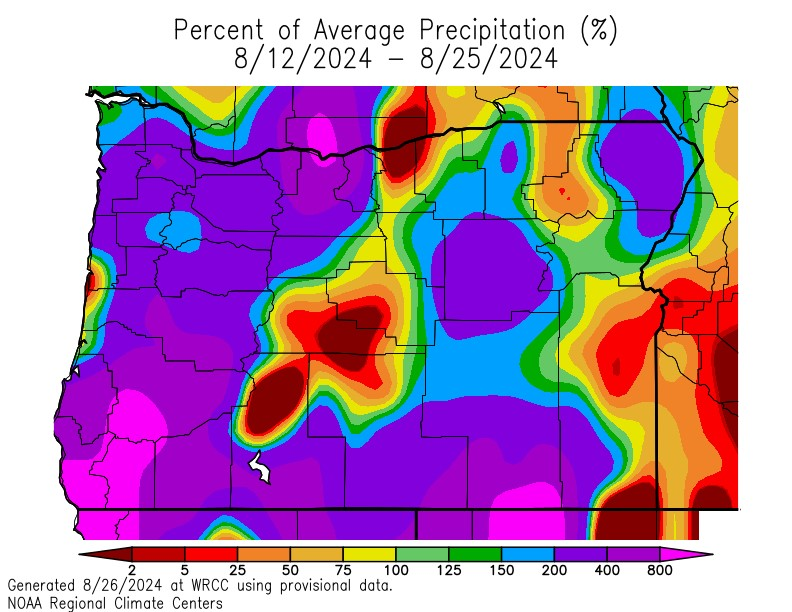 Percent of Average Precipitation (%)
8/12/2024 – 8/25/2024
2 5 25 50 75 100 125 150 200 400 800
Generated 8/26/2024 at WRCC using provisional data.
NOAA Regional Climate Centers